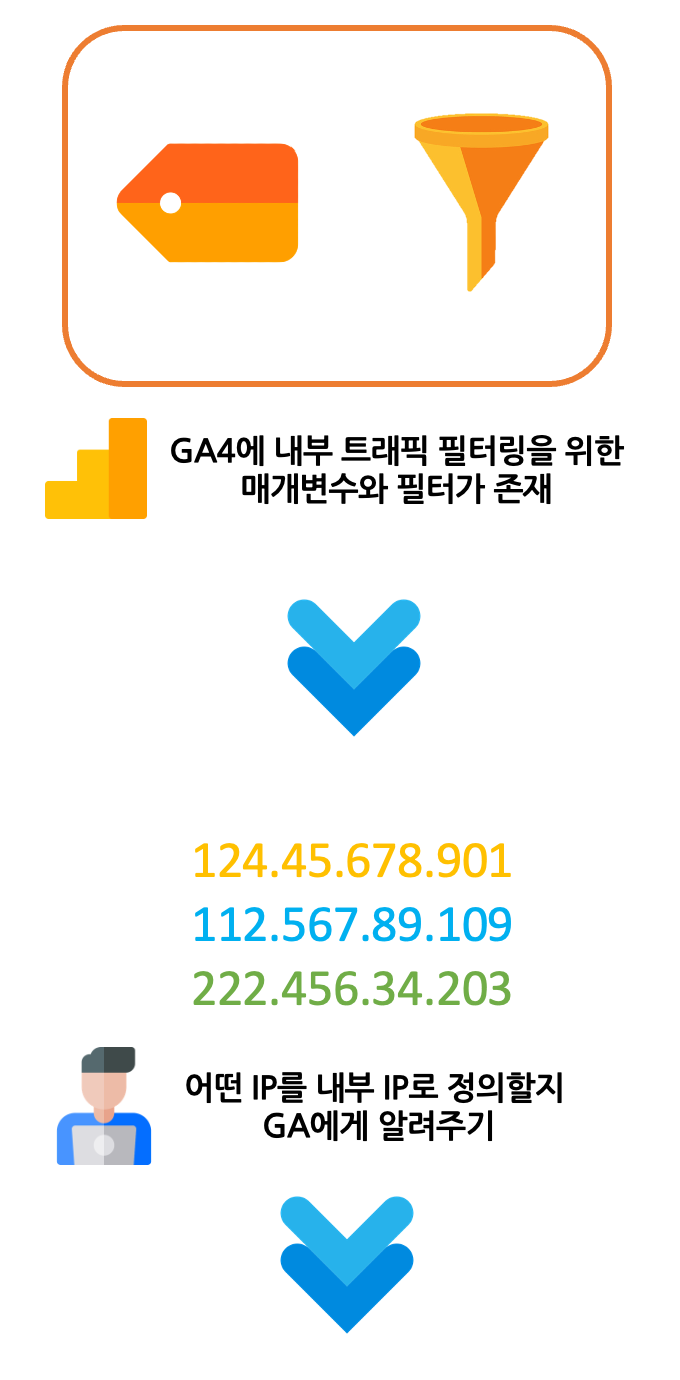 GA4에 내부 트래픽 필터링을 위한
매개변수와 필터가 존재
124.45.678.901
112.567.89.109
222.456.34.203
어떤 IP를 내부 IP로 정의할지
GA에게 알려주기